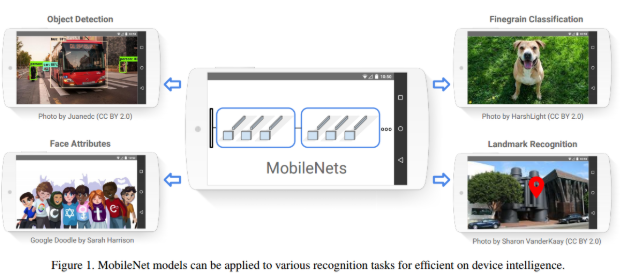 Object Detection
Finegrain Classification
Photo by Juanedc (CC BY 2.0)
Photo by HarshLight (CC BY 2.0)
MobileNets
Face Attributes
Landmark Recognition
Google Doodle by Sarah Harrison
Photo by Sharon VanderKaay (CC BY 2.0)
Figure 1. MobileNet models can be applied to various recognition tasks for efficient on device intelligence.